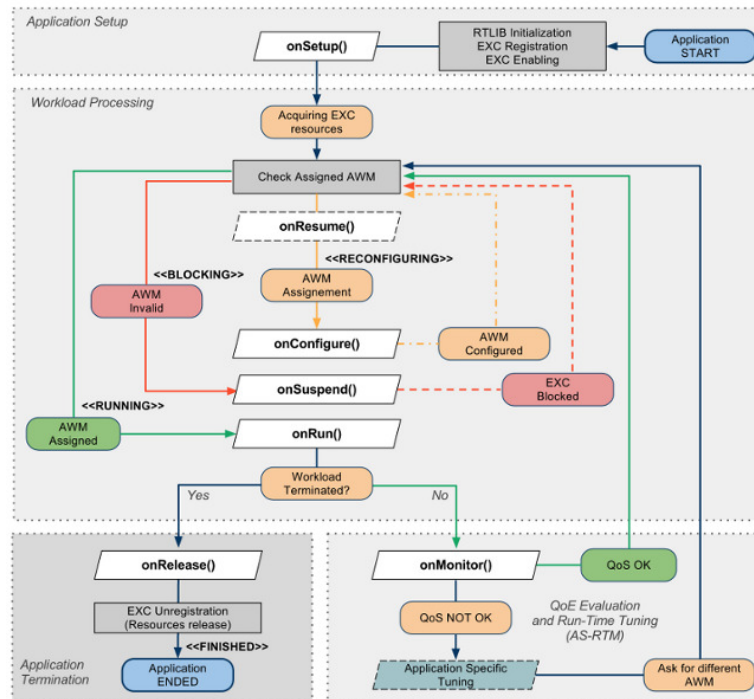 Application Setup
onSetup()
RTLIB Initialization
EXC Registration
EXC Enabling
Application
START
Workload Processing
Acquiring EXC
resources
Check Assigned AWM
onResume()
<<RECONFIGURING>>
<<BLOCKING>>
AWM
Invalid
AWM
Assignement
onConfigure()
AWM
Configured
onSuspend()
EXC
Blocked
<<RUNNING>>
AWM
Assigned
onRun()
Workload
Terminated?
Yes
No
onRelease()
onMonitor()
QoS OK
EXC Unregistration
(Resources release)
QoS NOT OK
QoE Evaluation
and Run-Time Tuning
(AS-RTM)
<<FINISHED>>
Application
Termination
Application
ENDED
Application Specific
Tuning
Ask for different
AWM